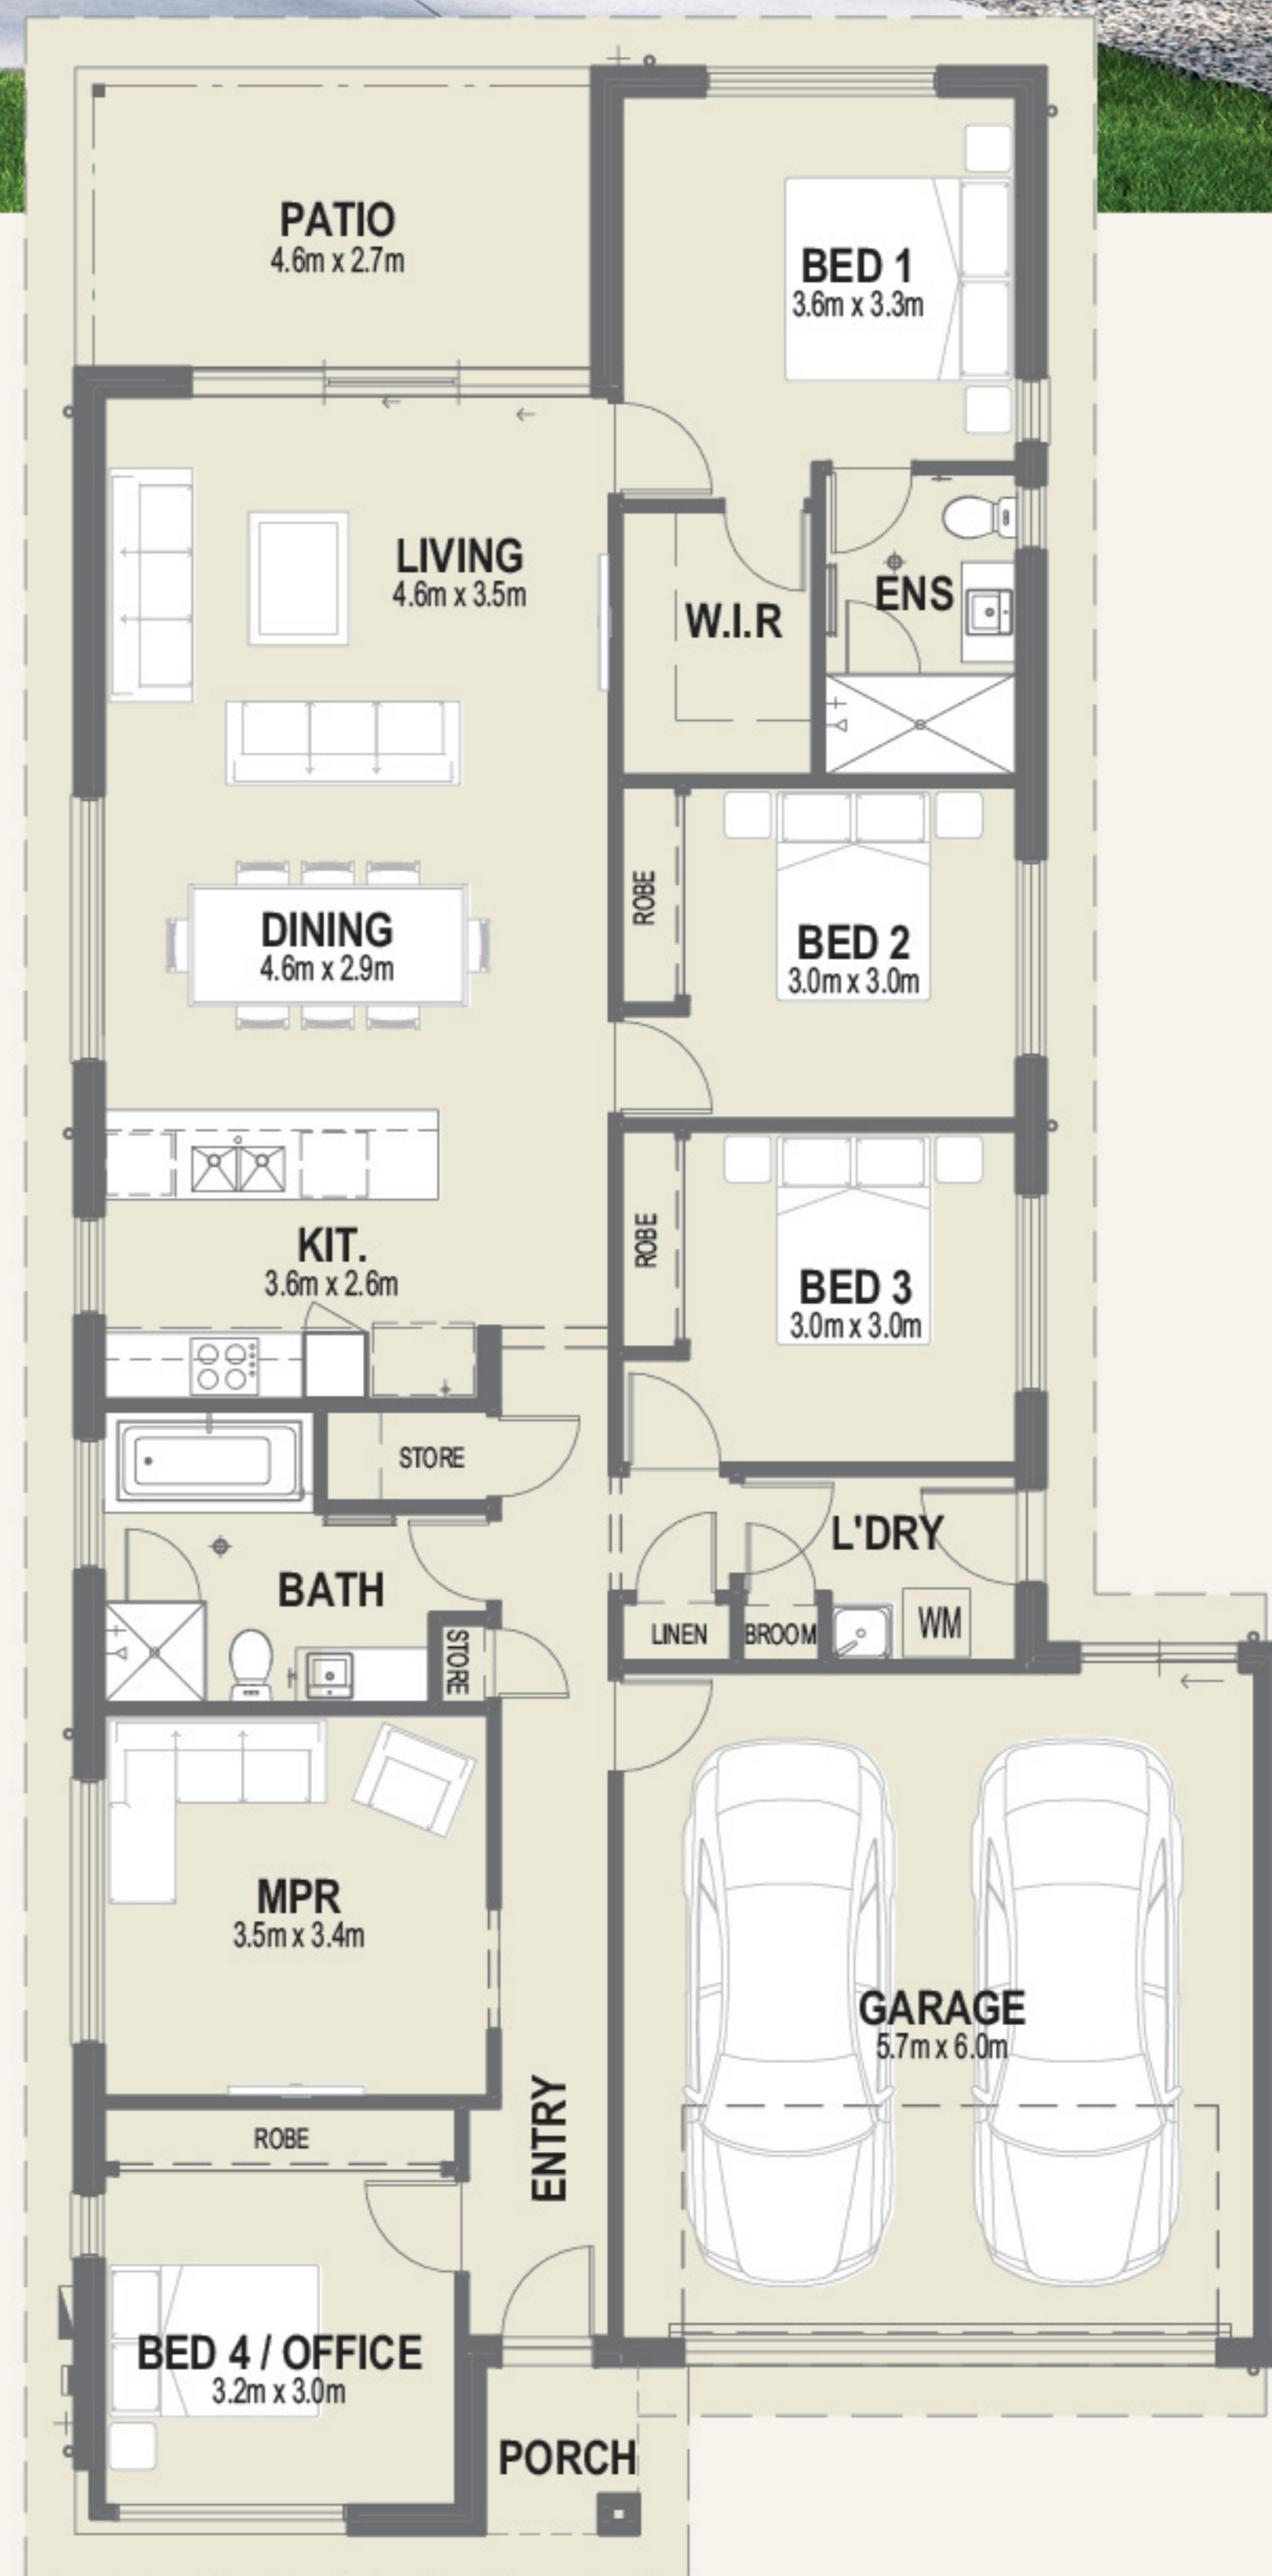 PATIO
4.6m x 2.7m
BED 1
3.6m x 3.3m
LIVING
4.6m x 3.5m
W.I.R
ENS
ROBE
DINING
4.6m x 2.9m
BED 2
3.0m x 3.0m
KIT.
3.6m x 2.6m
ROBE
BED 3
3.0m x 3.0m
STORE
L'DRY
BATH
STORE
LINEN
BROOM
WM
MPR
3.5m x 3.4m
GARAGE
5.7m x 6.0m
ROBE
ENTRY
BED 4 / OFFICE
3.2m x 3.0m
PORCH